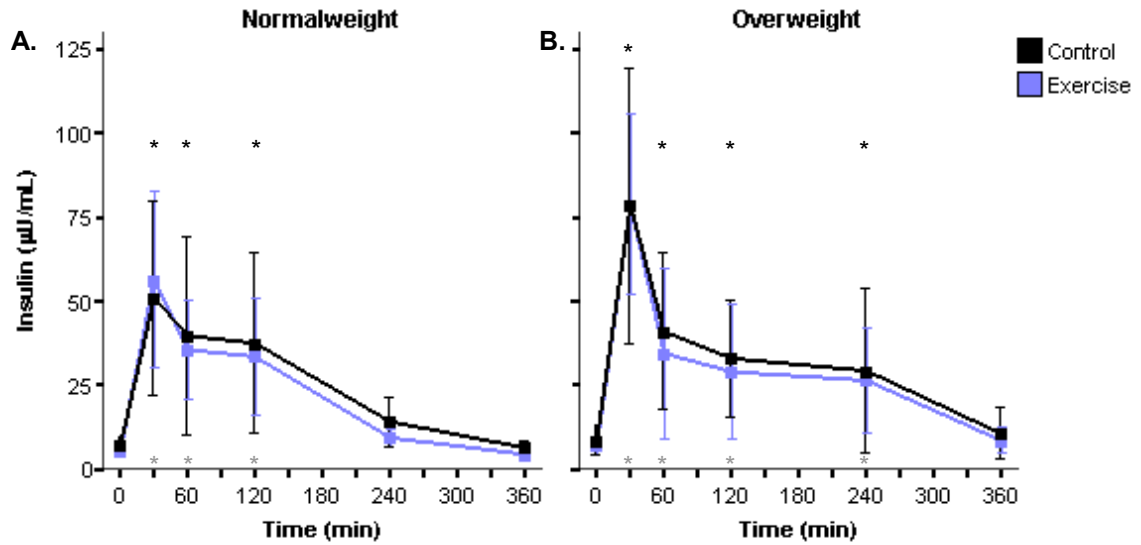 Normalweight
Overweight
A.
B.
Control
Exercise
Insulin (µU/mL)
125
100
75
50
25
0
* * *
* * * *
* * *
* * * *
0 60 120 180 240 300 360
0 60 120 180 240 300 360
Time (min)
Time (min)